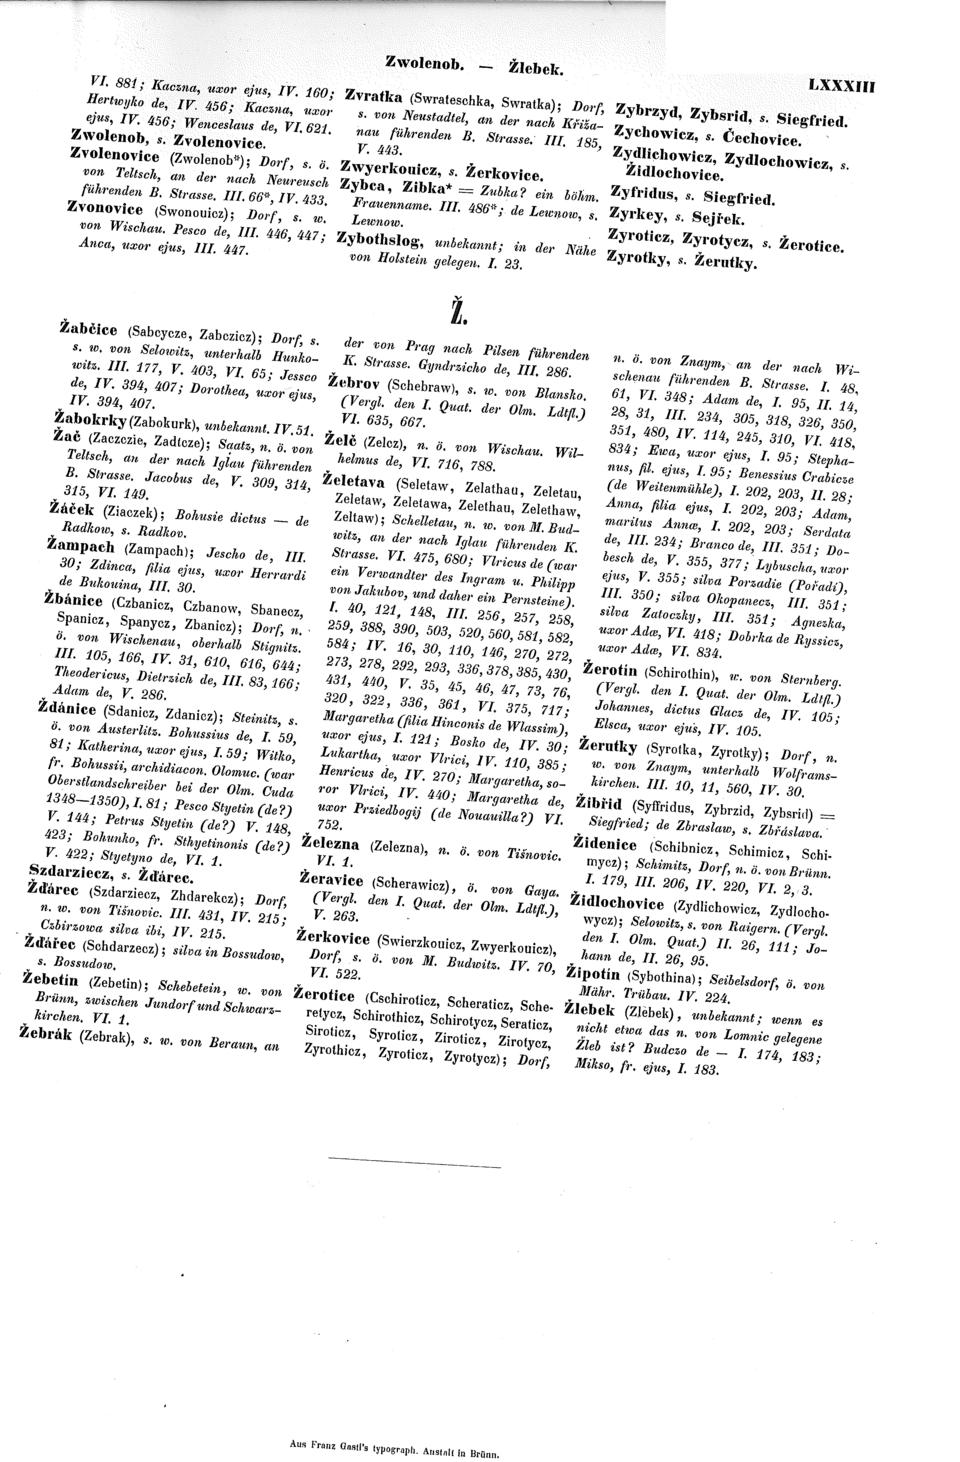 Zwolenob. — Žlebek.
LXXXIII
VI. 881; Kaczna, uxor ejus, IV. 160;
Hertwyko de, IV. 456; Kaczna, uxor
ejus, IV. 456; Wenceslaus de, VI. 621.
Zwolenob, s. Zvolenovice.
Zvolenovice (Zwolenob*); Dorf, s. ö.
von Teltsch, an der nach Neureusch
führenden B. Strasse. III. 66*, IV. 433.
Zvonovice (Swonouicz); Dorf, s. w.
von Wischau. Pesco de, III. 446, 447;
Anca, uxor ejus, III. 447.
Zvratka (Swrateschka, Swratka); Dorf,
s. von Neustadtel, an der nach Křiža-
nau führenden B. Strasse. III. 185,
V. 443.
Zwyerkouicz, s. Žerkovice.
Zybca, Zibka* = Zubka? ein böhm.
Frauenname. III. 486*; de Lewnow, s.
Lewnow.
Zybothslog, unbekannt; in der Nähe
von Holstein gelegen. I. 23.
Zybrzyd, Zybsrid, s. Siegfried.
Zychowicz, s. Čechovice.
Zydlichowicz, Zydlochowicz, s.
Židlochovice.
Zyfridus, s. Siegfried.
Zyrkey, s. Sejřek.
Zyroticz, Zyrotycz, s. Žerotice.
Zyrotky, s. Žerutky.
Ž.
Žabčice (Sabcycze, Zabczicz); Dorf, s.
s. w. von Selowitz, unterhalb Hunko-
witz. III. 177, V. 403, VI. 65; Jessco
de, IV. 394, 407; Dorothea, uxor ejus,
IV. 394, 407.
Žabokrky (Zabokurk), unbekannt. IV. 51.
Žač (Zaczczie, Zadtcze); Saatz, n. ö. von
Teltsch, an der nach Iglau führenden
B. Strasse. Jacobus de, V. 309, 314,
315, VI. 149.
Žáček (Ziaczek); Bohusie dictus — de
Radkow, s. Radkov.
Žampach (Zampach); Jescho de, III.
30; Zdinca, filia ejus, uxor Herrardi
de Bukouina, III. 30.
Žbánice (Czbanicz, Czbanow, Sbanecz,
Spanicz, Spanycz, Zbanicz); Dorf, n.
ö. von Wischenau, oberhalb Stignitz.
III. 105, 166, IV. 31, 610, 616, 644;
Theodericus, Dietrzich de, III. 83, 166;
Adam de, V. 286.
Ždánice (Sdanicz, Zdanicz); Steinitz, s.
ö. von Austerlitz. Bohussius de, I. 59,
81; Katherina, uxor ejus, I. 59; Witko,
fr. Bohussii, archidiacon. Olomuc. (war
Oberstlandschreiber bei der Olm. Cuda
1348—1350), I. 81; Pesco Styetin (de?)
V. 144; Petrus Styetin (de?) V. 148,
423; Bohunko, fr. Sthyetinonis (de?)
V. 422; Styetyno de, VI. 1.
Szdarziecz, s. Žďárec.
Žďárec (Szdarziecz, Zhdarekcz); Dorf,
n. w. von Tišnovic. III. 431, IV. 215;
Czbirzowa silva ibi, IV. 215.
Žďářec (Schdarzecz); silva in Bossudow,
s. Bossudow.
Žebetin (Zebetin); Schebetein, w. von
Brünn, zwischen Jundorf und Schwarz-
kirchen. VI. 1.
Žebrák (Zebrak), s. w. von Beraun, an
der von Prag nach Pilsen führenden
K. Strasse. Gyndrzicho de, III. 286.
Žebrov (Schebraw), s. w. von Blansko.
(Vergl. den I. Quat. der Olm. Ldtfl.)
VI. 635, 667.
Želč (Zelcz), n. ö. von Wischau. Wil-
helmus de, VI. 716, 788.
Želetava (Seletaw, Zelathau, Zeletau,
Zeletaw, Zeletawa, Zelethau, Zelethaw,
Zeltaw); Schelletau, n. w. von M. Bud-
witz, an der nach Iglau führenden K.
Strasse. VI. 475, 680; Vlricus de (war
ein Verwandter des Ingram u. Philipp
von Jakubov, und daher ein Pernsteine).
I. 40, 121, 148, III. 256, 257, 258,
259, 388, 390, 503, 520, 560, 581, 582,
584; IV. 16, 30, 110, 146, 270, 272,
273, 278, 292, 293, 336, 378, 385, 430,
431, 440, V. 35, 45, 46, 47, 73, 76,
320, 322, 336, 361, VI. 375, 717;
Margaretha (filia Hinconis de Wlassim),
uxor ejus, I. 121; Bosko de, IV. 30;
Lukartha, uxor Vlrici, IV. 110, 385;
Henricus de, IV. 270; Margaretha, so-
ror Vlrici, IV. 440; Margaretha de,
uxor Prziedbogij (de Nouauilla?) VI.
752.
Železna (Zelezna), n. ö. von Tišnovic.
VI. 1.
Žeravice (Scherawicz), ö. von Gaya.
(Vergl. den I. Quat. der Olm. Ldtfl.),
V. 263.
Žerkovice (Swierzkouicz, Zwyerkouicz),
Dorf, s. ö. von M. Budwitz. IV. 70,
VI. 522.
Žerotice (Cschiroticz, Scheraticz, Sche-
retycz, Schirothicz, Schirotycz, Seraticz,
Siroticz, Syroticz, Ziroticz, Zirotycz,
Zyrothicz, Zyroticz, Zyrotycz); Dorf,
n. ö. von Znaym, an der nach Wi-
schenau führenden B. Strasse. I. 48,
61, VI. 348; Adam de, I. 95, II. 14,
28, 31, III. 234, 305, 318, 326, 350,
351, 480, IV. 114, 245, 310, VI. 418,
834; Ewa, uxor ejus, I. 95; Stepha-
nus, fil. ejus, I. 95; Benessius Crabicze
(de Weitenmühle), I. 202, 203, II. 28;
Anna, filia ejus, I. 202, 203; Adam,
maritus Annæ, I. 202, 203; Serdata
de, III. 234; Branco de, III. 351; Do-
besch de, V. 355, 377; Lybuscha, uxor
ejus, V. 355; silva Porzadie (Pořadí),
III. 350; silva Okopanecz, III. 351;
silva Zatoczky, III. 351; Agnezka,
uxor Adæ, VI. 418; Dobrka de Ryssicz,
uxor Adæ, VI. 834.
Žerotin (Schirothin), w. von Sternberg.
(Vergl. den I. Quat. der Olm. Ldtfl.)
Johannes, dictus Glacz de, IV. 105;
Elsca, uxor ejus, IV. 105.
Žerutky (Syrotka, Zyrotky); Dorf, n.
w. von Znaym, unterhalb Wolframs-
kirchen. III. 10, 11, 560, IV. 30.
Žibřid (Syffridus, Zybrzid, Zybsrid) =
Siegfried; de Zbraslaw, s. Zbřáslava.
Židenice (Schibnicz, Schimicz, Schi-
mycz); Schimitz, Dorf, n. ö. von Brünn.
I. 179, III. 206, IV. 220, VI. 2, 3.
Židlochovice (Zydlichowicz, Zydlocho-
wycz); Selowitz, s. von Raigern. (Vergl.
den I. Olm. Quat.) II. 26, 111; Jo-
hann de, II. 26, 95.
Žipotín (Sybothina); Seibelsdorf, ö. von
Mähr. Trübau. IV. 224.
Žlebek (Zlebek), unbekannt; wenn es
nicht etwa das n. von Lomnic gelegene
Žleb ist? Budczo de — I. 174, 183;
Mikso, fr. ejus, I. 183.
Aus Franz Gastl's typograph. Anstalt in Brünn.